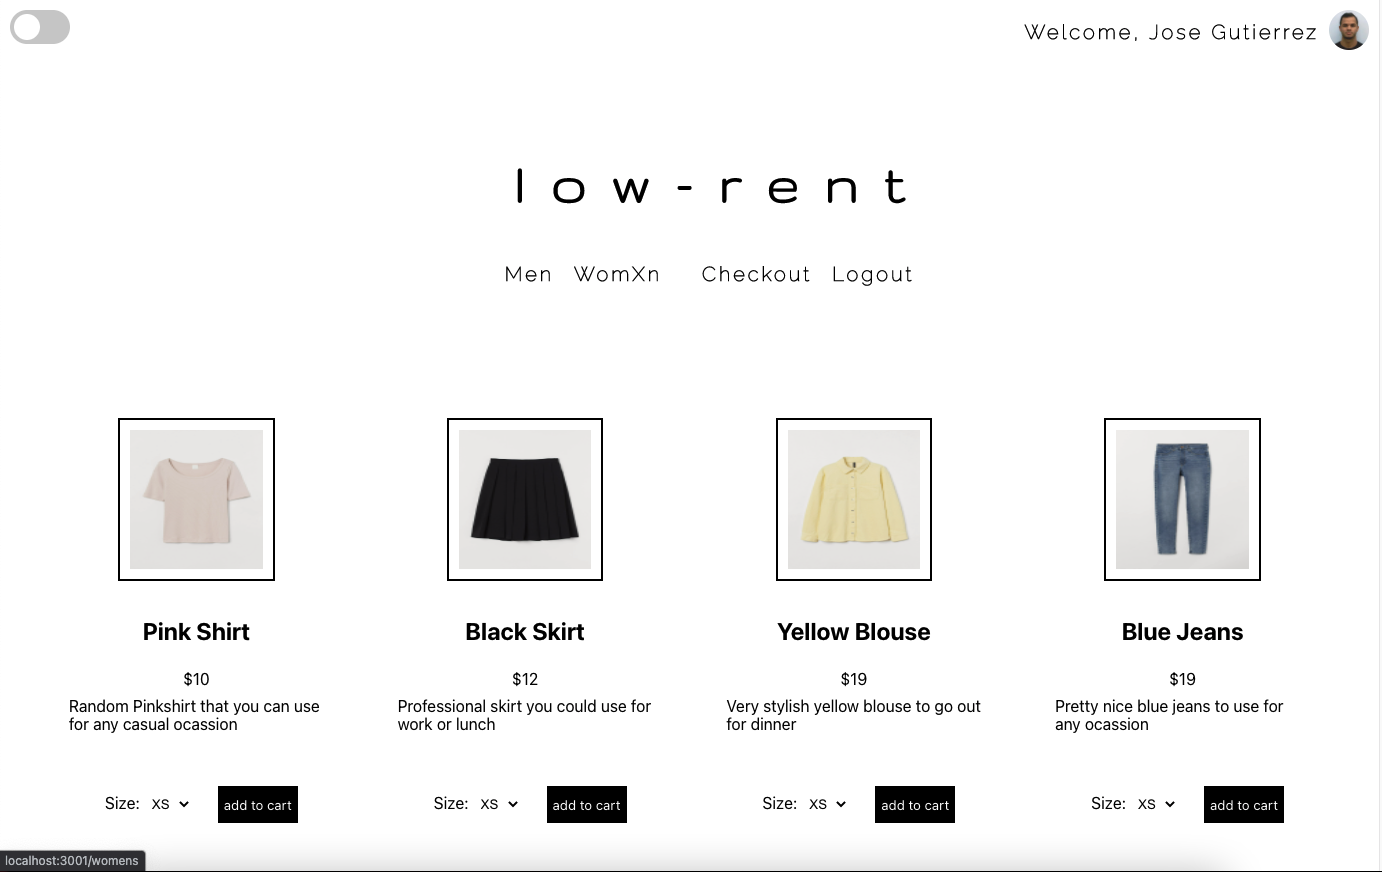 Welcome, Jose Gutierrez
low-rent
Men WomXn Checkout Logout
Pink Shirt
$10
Random Pinkshirt that you can use
for any casual ocassion
Size: XS add to cart
Black Skirt
$12
Professional skirt you could use for
work or lunch
Size: XS add to cart
Yellow Blouse
$19
Very stylish yellow blouse to go out
for dinner
Size: XS add to cart
Blue Jeans
$19
Pretty nice blue jeans to use for
any ocassion
Size: XS add to cart
localhost:3001/womens